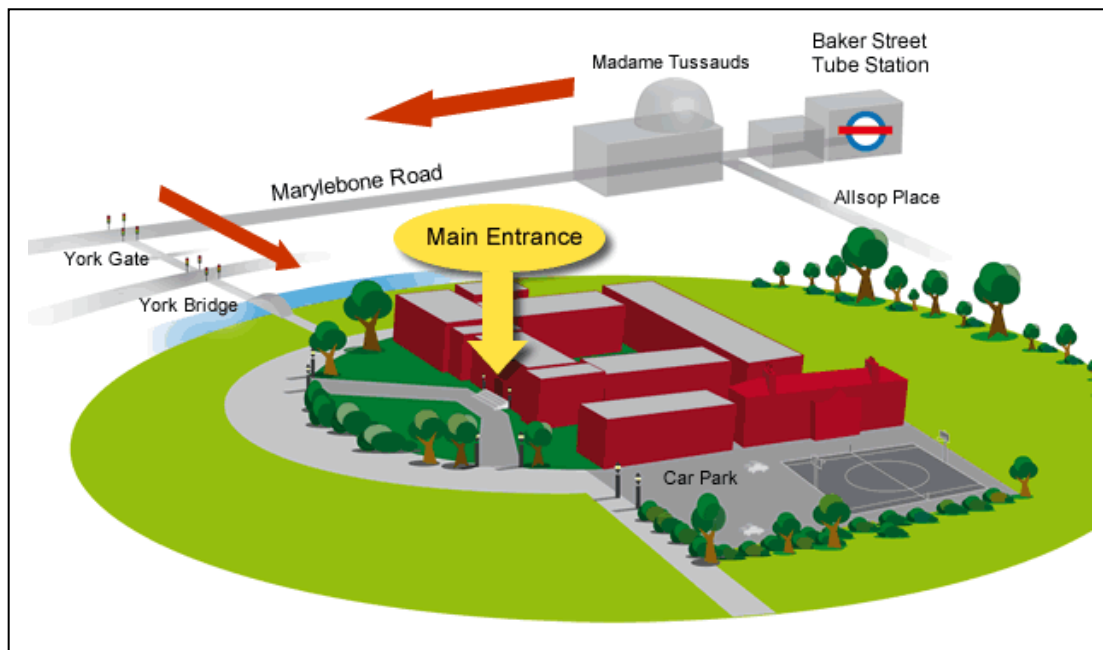 Baker Street
Tube Station
Madame Tussauds
Marylebone Road
Allsop Place
Main Entrance
York Gate
York Bridge
Car Park